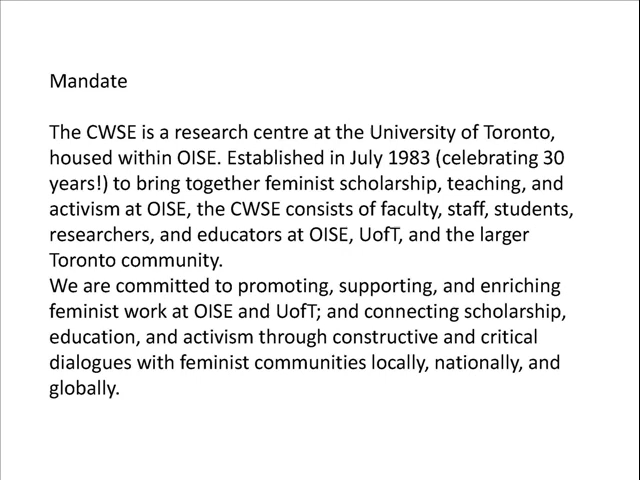 Mandate
The CWSE is a research centre at the University of Toronto,
housed within OISE. Established in July 1983 (celebrating 30
years!) to bring together feminist scholarship, teaching, and
activism at OISE, the CWSE consists of faculty, staff, students,
researchers, and educators at OISE, UofT, and the larger
Toronto community.
We are committed to promoting, supporting, and enriching
feminist work at OISE and UofT; and connecting scholarship,
education, and activism through constructive and critical
dialogues with feminist communities locally, nationally, and
globally.